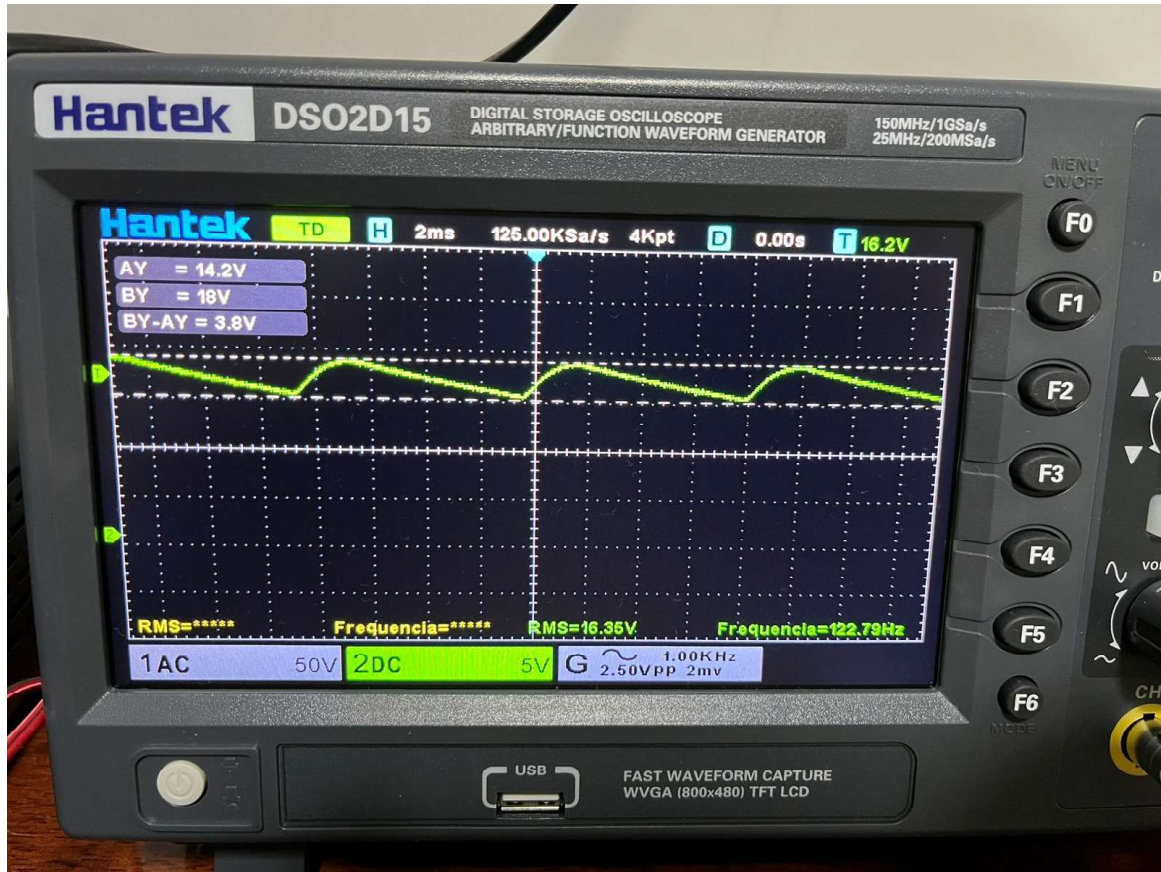 Hantek DSO2D15 DIGITAL STORAGE OSCILLOSCOPE
ARBITRARY/FUNCTION WAVEFORM GENERATOR
150MHz/1GSa/s
25MHz/200MSa/s
MENU
ON/OFF
F0
Hantek TD H 2ms 125.00KSa/s 4Kpt D 0.00s T 16.2V
AY = 14.2V
BY = 18V
BY-AY = 3.8V
F1
F2
F3
F4
F5
F6
MODE
T
2
RMS=***** Frequencia=***** RMS=16.35V Frequencia=122.79Hz
1AC 50V 2DC 5V G 1.00KHz
2.50Vpp 2mv
USB
FAST WAVEFORM CAPTURE
WVGA (800x480) TFT LCD
CH